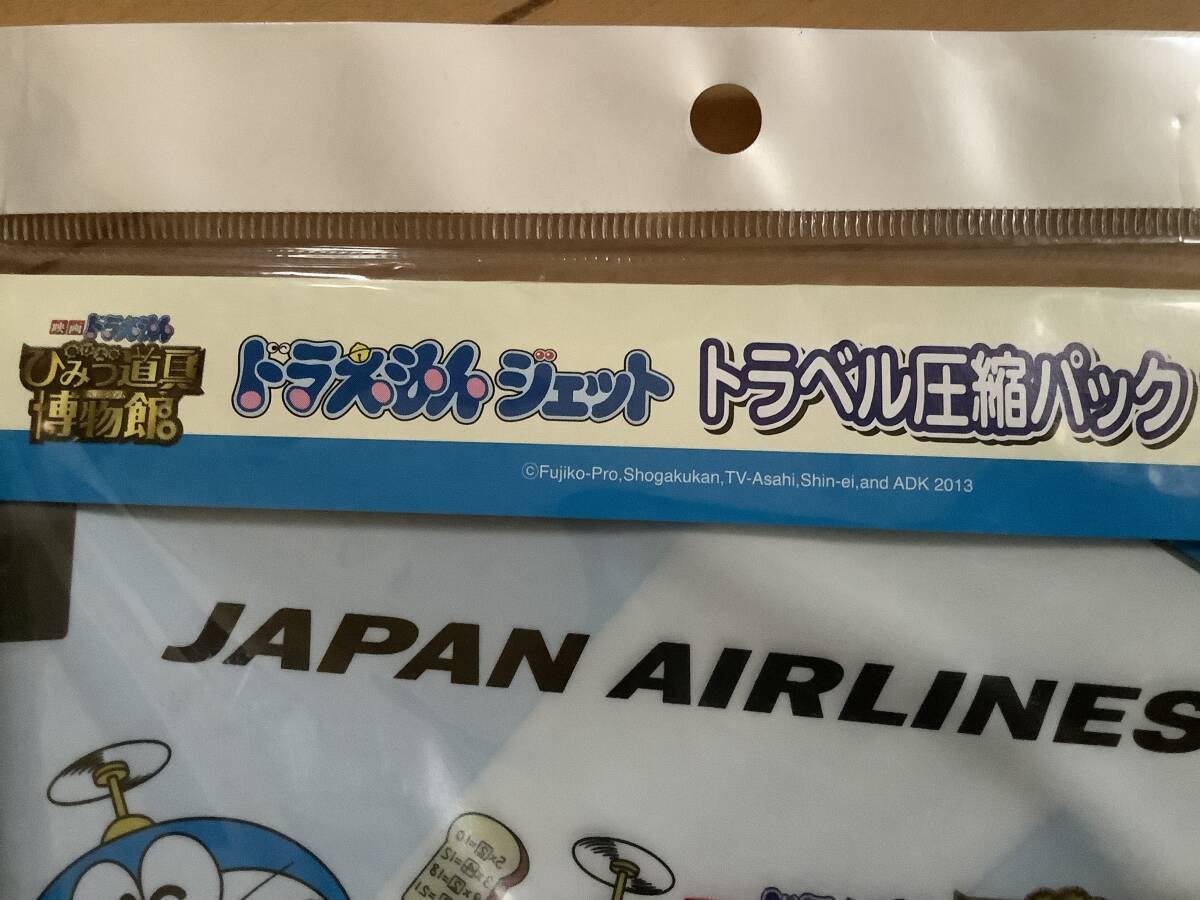 映画ドラえもん
ひみつ道具
博物館
ドラえもん ジェット トラベル圧縮パック
©Fujiko-Pro,Shogakukan,TV-Asahi,Shin-ei,and ADK 2013
JAPAN AIRLINES